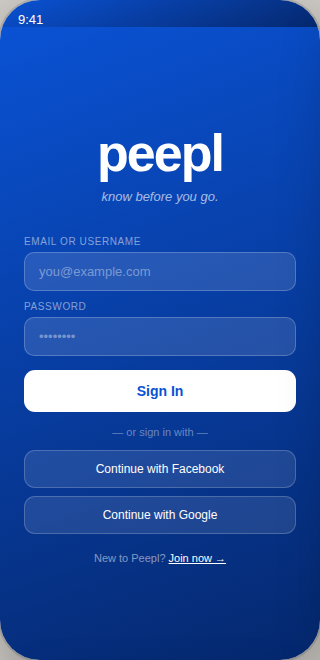 9:41
peepl
know before you go.
EMAIL OR USERNAME
you@example.com
PASSWORD
••••••••
Sign In
— or sign in with —
Continue with Facebook
Continue with Google
New to Peepl? Join now →